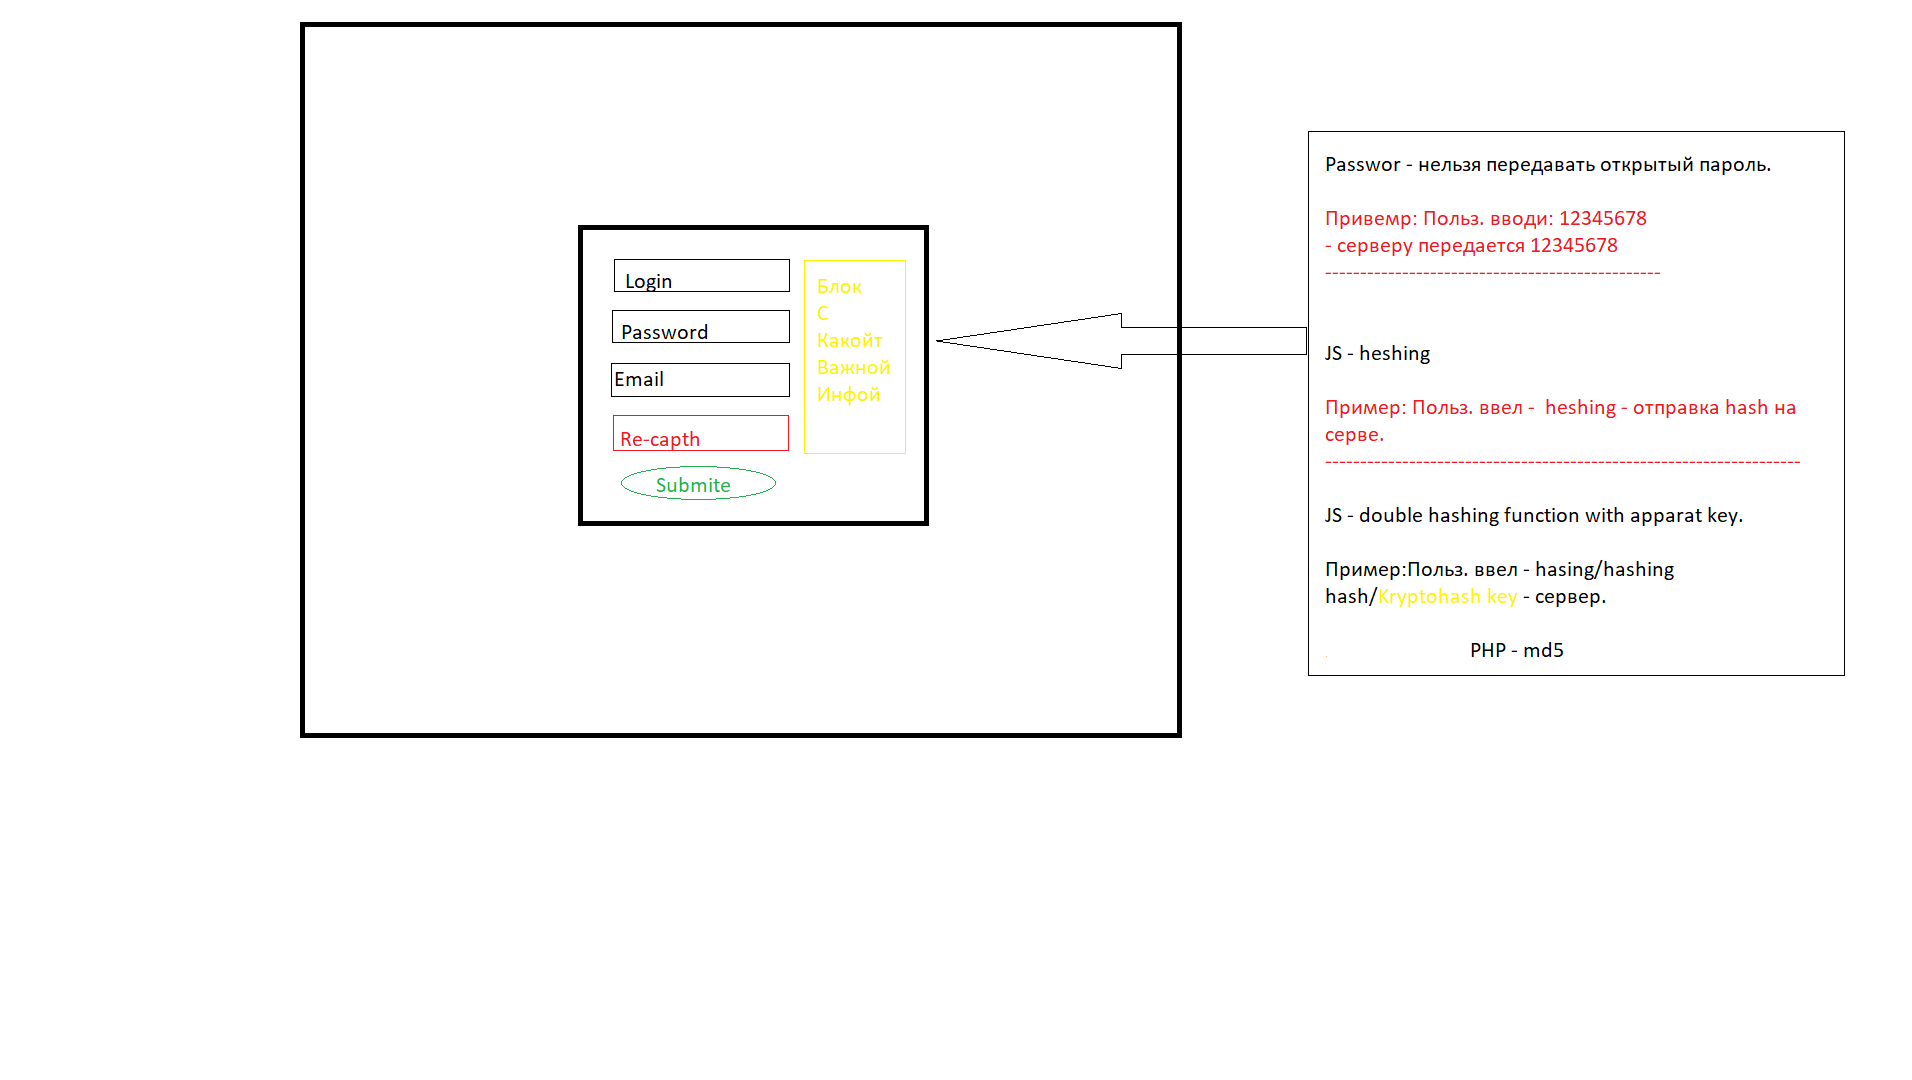 Login
Password
Email
Re-capth
Submite
Блок
С
Какойт
Важной
Инфой
Passwor - нельзя передавать открытый пароль.
Привемр: Польз. вводи: 12345678
- серверу передается 12345678
------------------------------------------------
JS - heshing
Пример: Польз. ввел -  heshing - отправка hash на
серве.
--------------------------------------------------------------------
JS - double hashing function with apparat key.
Пример:Польз. ввел - hasing/hashing
hash/Kryptohash key - сервер.
PHP - md5